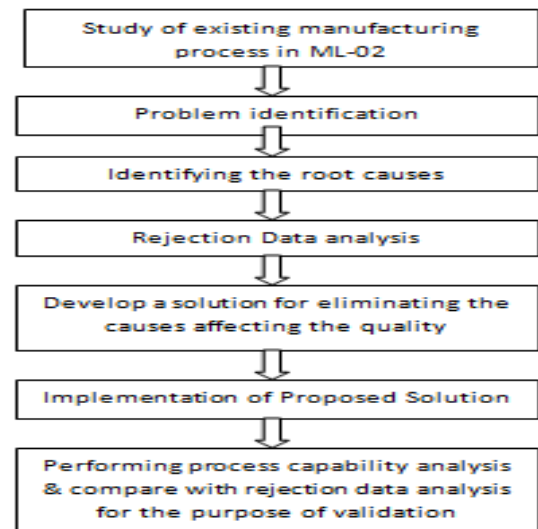 Study of existing manufacturing
process in ML-02
Problem identification
Identifying the root causes
Rejection Data analysis
Develop a solution for eliminating the
causes affecting the quality
Implementation of Proposed Solution
Performing process capability analysis
& compare with rejection data analysis
for the purpose of validation